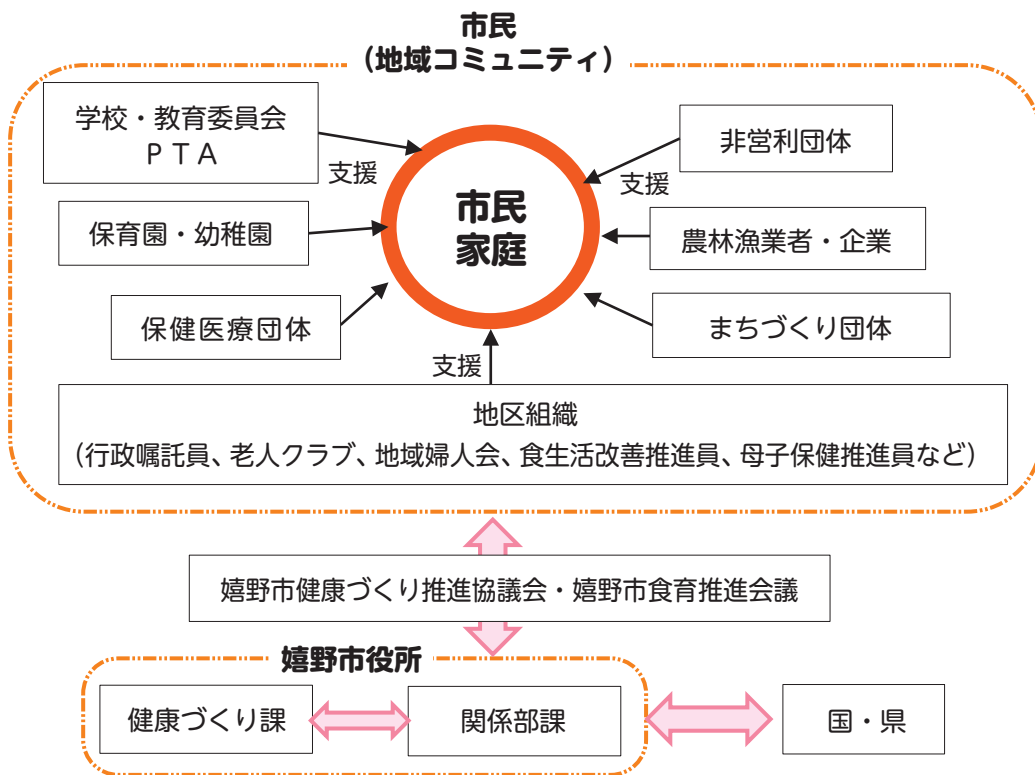 市民
（地域コミュニティ）
学校・教育委員会
ＰＴＡ
支援
非営利団体
支援
保育園・幼稚園
市民
家庭
農林漁業者・企業
保健医療団体
まちづくり団体
支援
地区組織
（行政嘱託員、老人クラブ、地域婦人会、食生活改善推進員、母子保健推進員など）
嬉野市健康づくり推進協議会・嬉野市食育推進会議
嬉野市役所
健康づくり課
関係部課
国・県